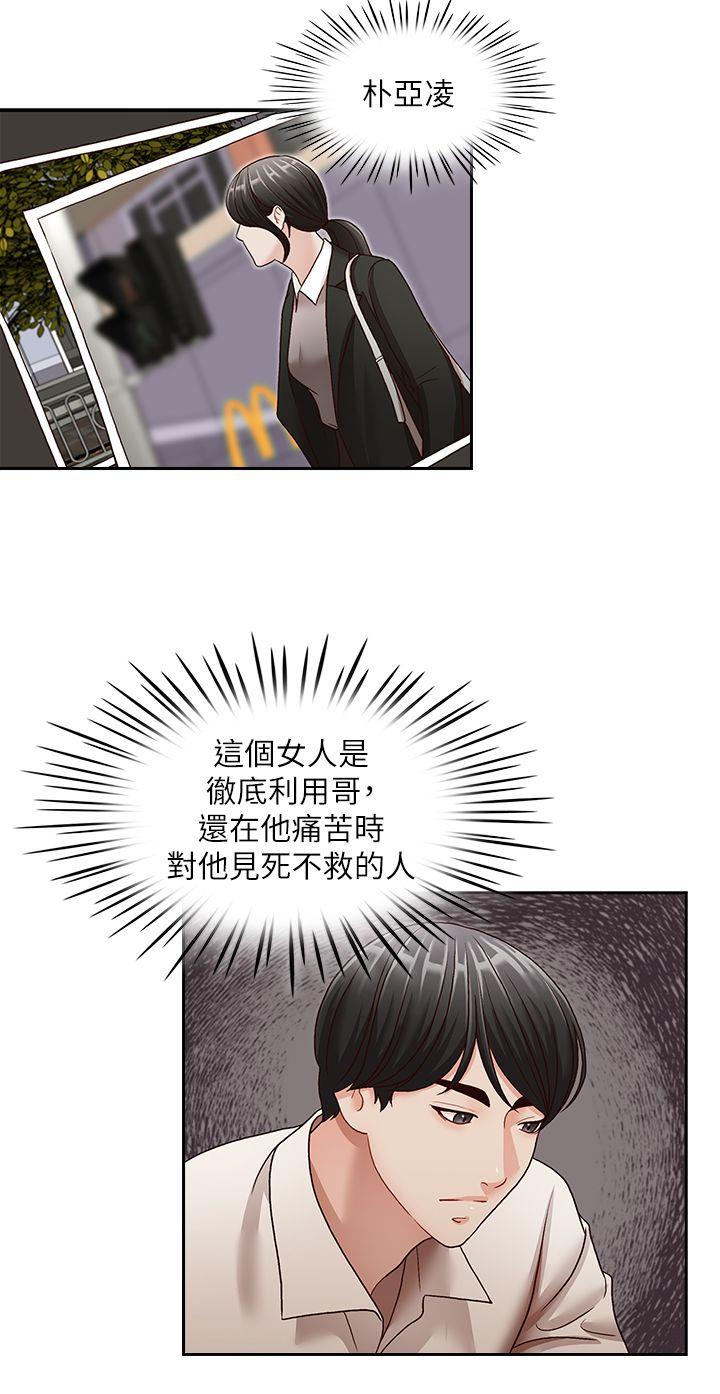 朴亞凌
這個女人是
徹底利用哥,
還在他痛苦時
對他見死不救的人